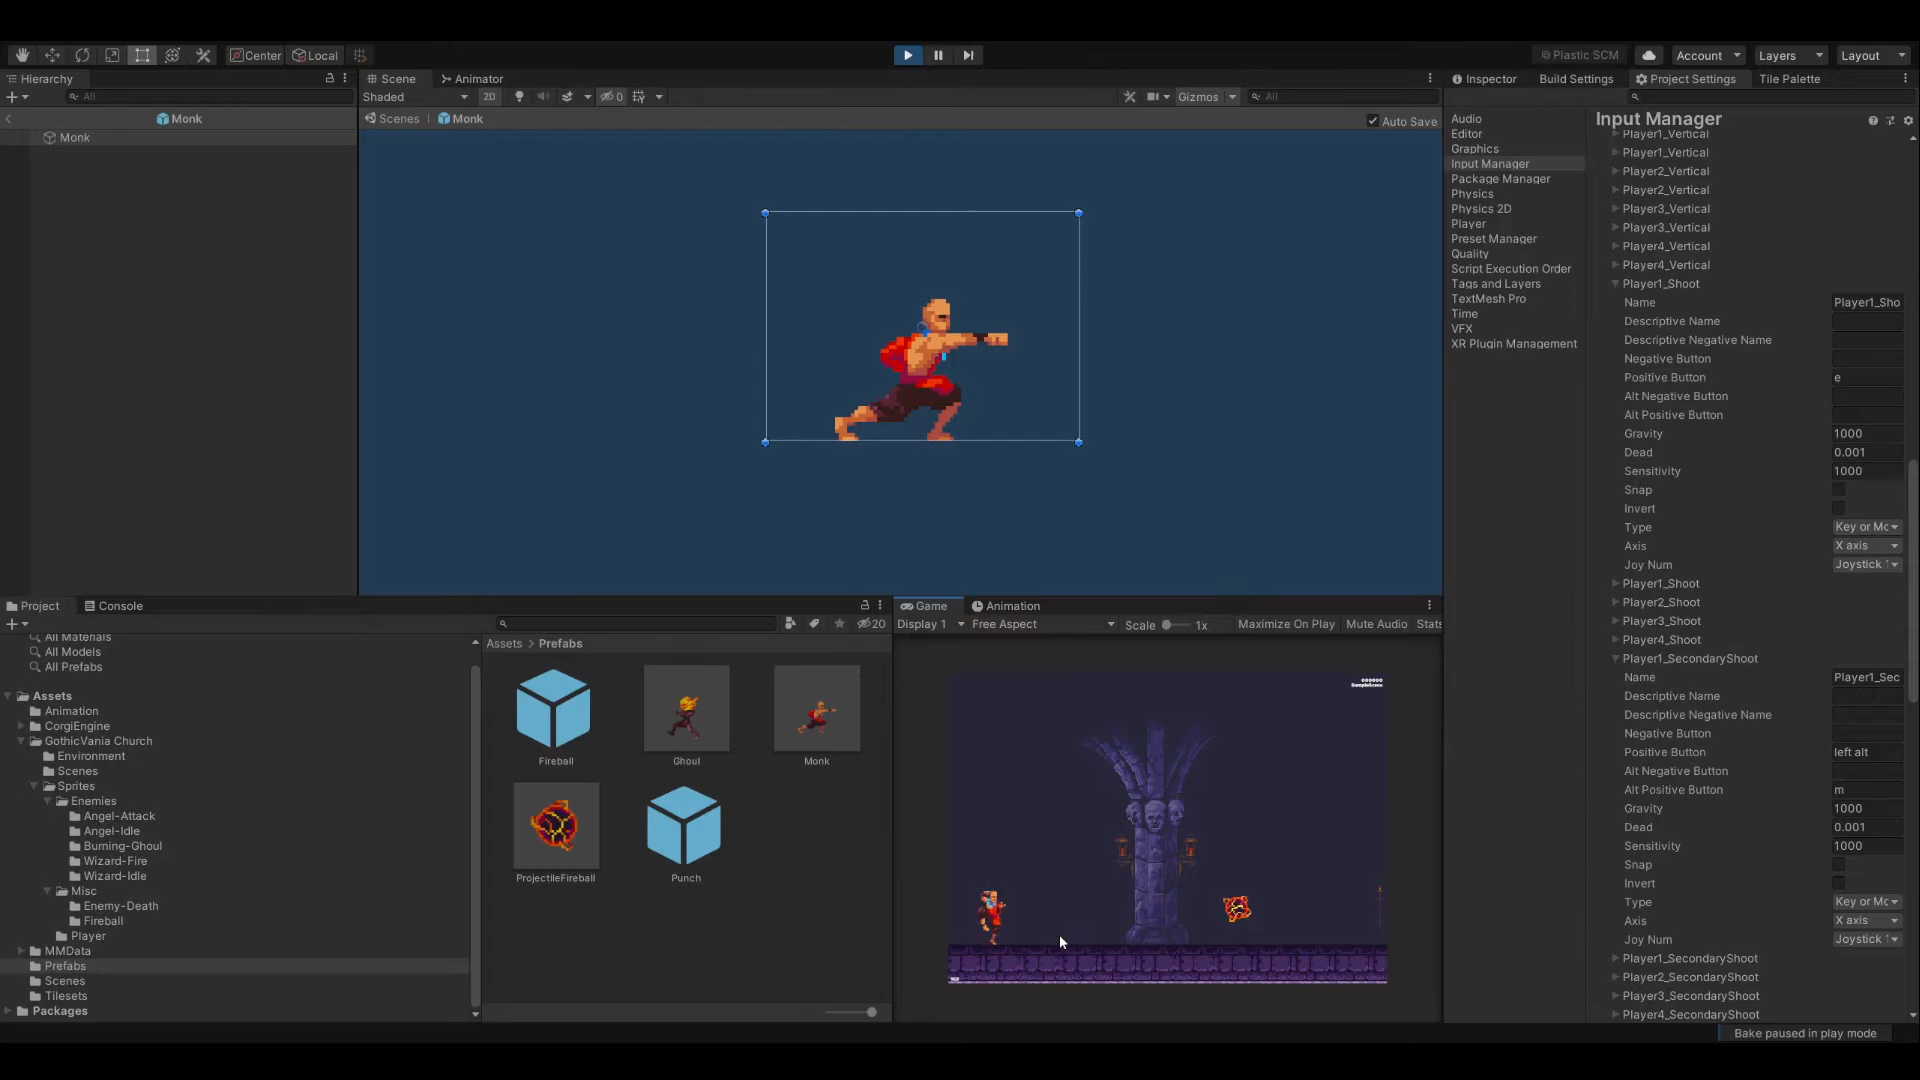 Center
Local
Plastic SCM
Account
Layers
Layout
Hierarchy
Scene
Animator
Inspector
Build Settings
Project Settings
Tile Palette
All
Shaded
2D
0
Gizmos
All
Monk
Scenes
Monk
Auto Save
Monk
Audio
Editor
Graphics
Input Manager
Package Manager
Physics
Physics 2D
Player
Preset Manager
Quality
Script Execution Order
Tags and Layers
TextMesh Pro
Time
VFX
XR Plugin Management
Input Manager
Player1_Vertical
Player1_Vertical
Player2_Vertical
Player2_Vertical
Player3_Vertical
Player3_Vertical
Player4_Vertical
Player4_Vertical
Player1_Shoot
Name Player1_Sho
Descriptive Name
Descriptive Negative Name
Negative Button
Positive Button e
Alt Negative Button
Alt Positive Button
Gravity 1000
Dead 0.001
Sensitivity 1000
Snap
Invert
Type Key or Mc
Axis X axis
Joy Num Joystick
Player1_Shoot
Player2_Shoot
Player3_Shoot
Player4_Shoot
Player1_SecondaryShoot
Name Player1_Sec
Descriptive Name
Descriptive Negative Name
Negative Button
Positive Button left alt
Alt Negative Button
Alt Positive Button m
Gravity 1000
Dead 0.001
Sensitivity 1000
Snap
Invert
Type Key or Mc
Axis X axis
Joy Num Joystick
Player1_SecondaryShoot
Player2_SecondaryShoot
Player3_SecondaryShoot
Player4_SecondaryShoot
Project
Console
20
All Materials
All Models
All Prefabs
Assets
Animation
CorgiEngine
GothicVania Church
Environment
Scenes
Sprites
Enemies
Angel-Attack
Angel-Idle
Burning-Ghoul
Wizard-Fire
Wizard-Idle
Misc
Enemy-Death
Fireball
Player
MMData
Prefabs
Scenes
Tilesets
Packages
Assets > Prefabs
Fireball
Ghoul
Monk
ProjectileFireball
Punch
Game
Animation
Display 1
Free Aspect
Scale
1x
Maximize On Play
Mute Audio
Stats
SampleScene
Bake paused in play mode